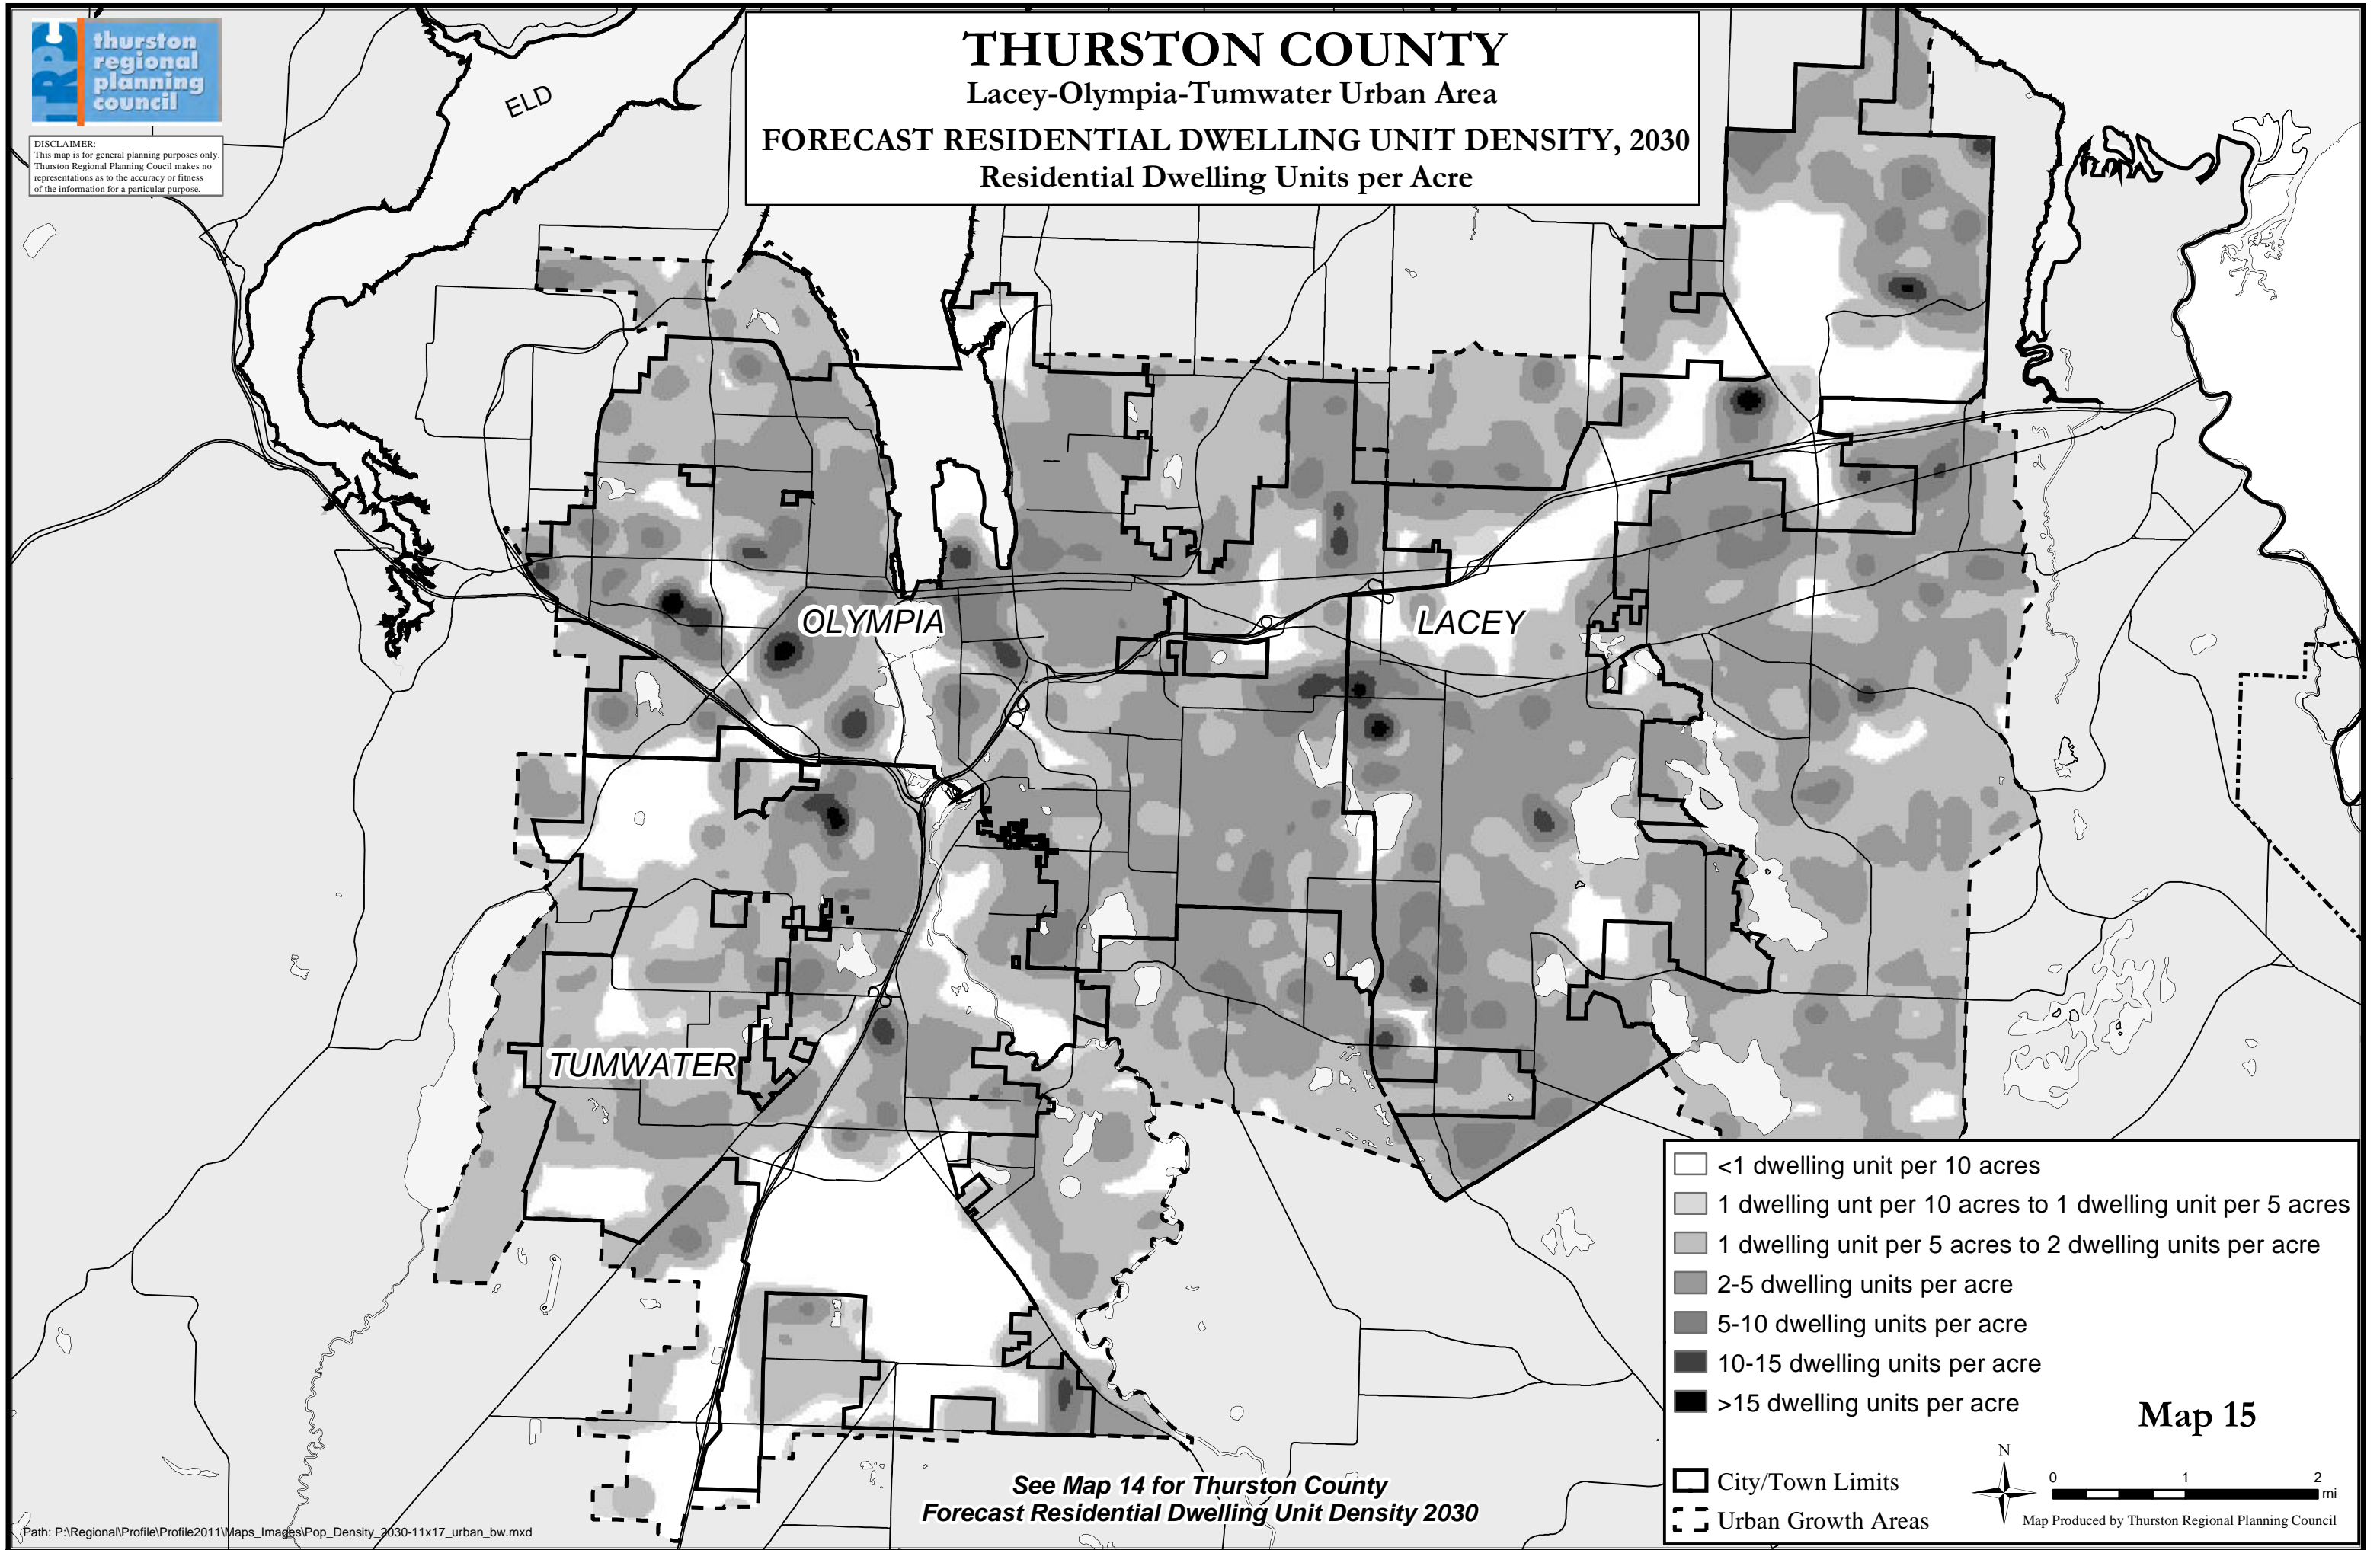 TRPC
thurston
regional
planning
council
DISCLAIMER:
This map is for general planning purposes only.
Thurston Regional Planning Coucil makes no
representations as to the accuracy or fitness
of the information for a particular purpose.
THURSTON COUNTY
Lacey-Olympia-Tumwater Urban Area
FORECAST RESIDENTIAL DWELLING UNIT DENSITY, 2030
Residential Dwelling Units per Acre
ELD
OLYMPIA
LACEY
TUMWATER
<1 dwelling unit per 10 acres
1 dwelling unt per 10 acres to 1 dwelling unit per 5 acres
1 dwelling unit per 5 acres to 2 dwelling units per acre
2-5 dwelling units per acre
5-10 dwelling units per acre
10-15 dwelling units per acre
>15 dwelling units per acre
Map 15
City/Town Limits
Urban Growth Areas
N
0 1 2
mi
Map Produced by Thurston Regional Planning Council
See Map 14 for Thurston County
Forecast Residential Dwelling Unit Density 2030
Path: P:\Regional\Profile\Profile2011\Maps_Images\Pop_Density_2030-11x17_urban_bw.mxd